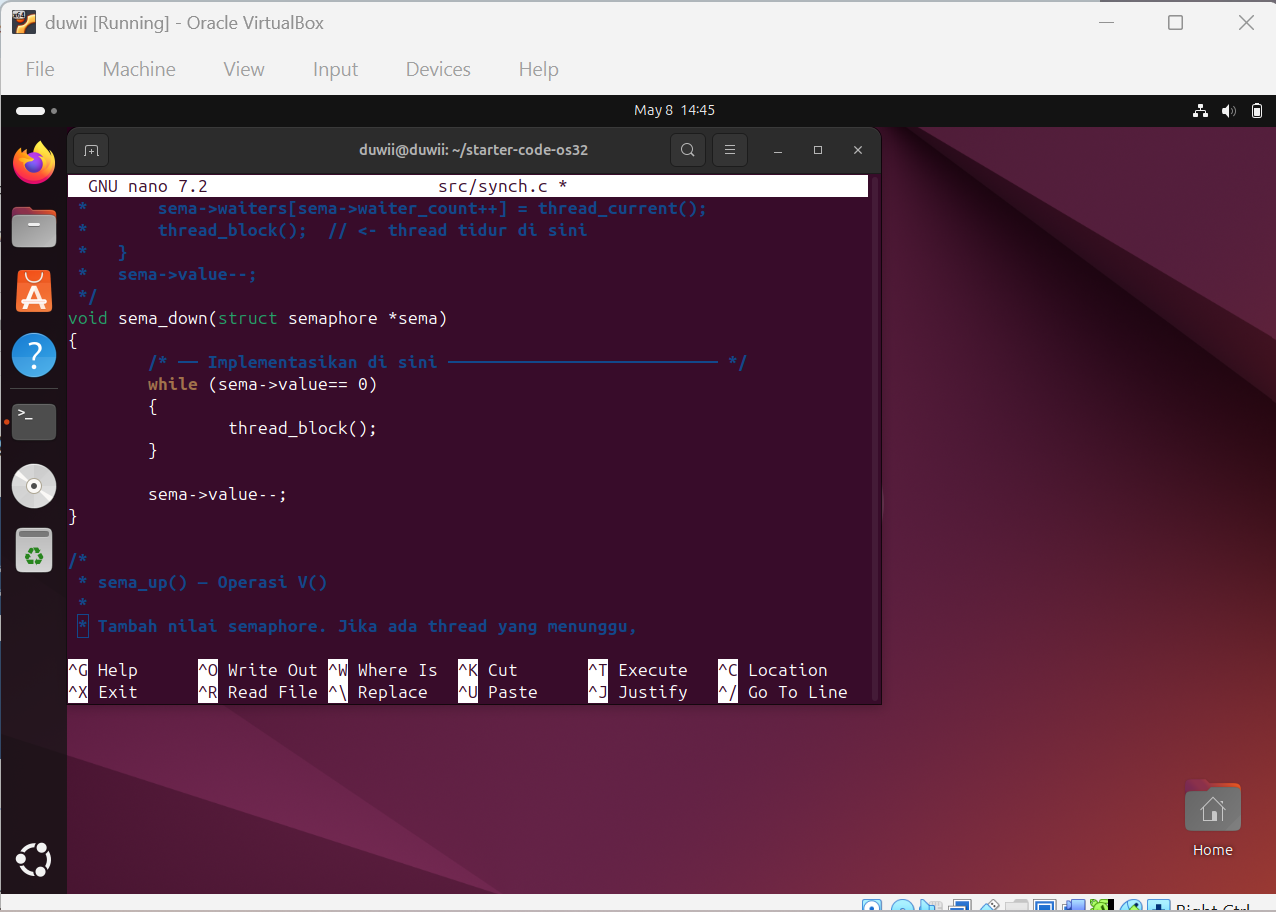 duwii [Running] - Oracle VirtualBox
File Machine View Input Devices Help
May 8 14:45
duwii@duwii: ~/starter-code-os32
GNU nano 7.2 src/synch.c *
* sema->waiters[sema->waiter_count++] = thread_current();
* thread_block(); // <- thread tidur di sini
* }
* sema->value--;
*/
void sema_down(struct semaphore *sema)
{
/* ── Implementasikan di sini ─────────────────────────── */
while (sema->value== 0)
{
thread_block();
}
sema->value--;
}
/*
* sema_up() — Operasi V()
*
* Tambah nilai semaphore. Jika ada thread yang menunggu,
^G Help ^O Write Out ^W Where Is ^K Cut ^T Execute ^C Location
^X Exit ^R Read File ^\ Replace ^U Paste ^J Justify ^/ Go To Line
Home
Right Ctrl